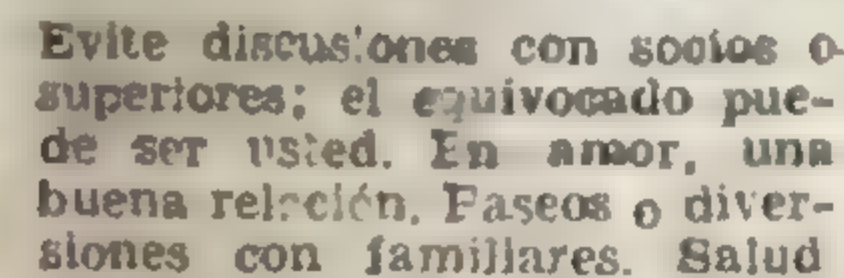 Evite discusiones con socios o
superiores; el equivocado pue-
de ser usted. En amor, una
buena relación. Paseos o diver-
siones con familiares. Salud